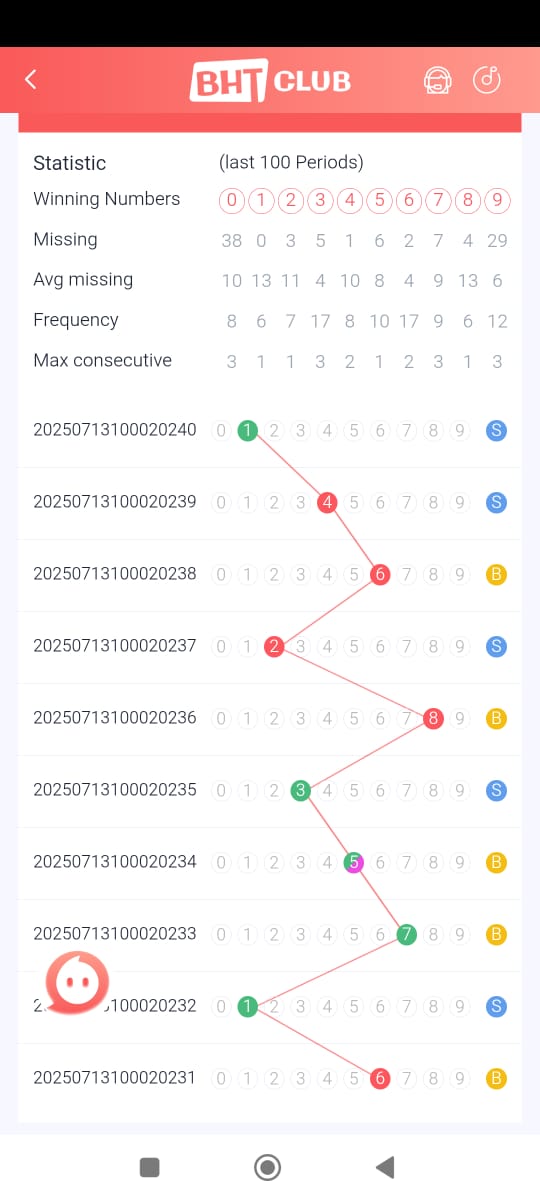 BHT CLUB
Statistic (last 100 Periods)
Winning Numbers 0 1 2 3 4 5 6 7 8 9
Missing 38 0 3 5 1 6 2 7 4 29
Avg missing 10 13 11 4 10 8 4 9 13 6
Frequency 8 6 7 17 8 10 17 9 6 12
Max consecutive 3 1 1 3 2 1 2 3 1 3
20250713100020240 0 1 2 3 4 5 6 7 8 9 S
20250713100020239 0 1 2 3 4 5 6 7 8 9 S
20250713100020238 0 1 2 3 4 5 6 7 8 9 B
20250713100020237 0 1 2 3 4 5 6 7 8 9 S
20250713100020236 0 1 2 3 4 5 6 7 8 9 B
20250713100020235 0 1 2 3 4 5 6 7 8 9 S
20250713100020234 0 1 2 3 4 5 6 7 8 9 B
20250713100020233 0 1 2 3 4 5 6 7 8 9 B
100020232 0 1 2 3 4 5 6 7 8 9 S
20250713100020231 0 1 2 3 4 5 6 7 8 9 B